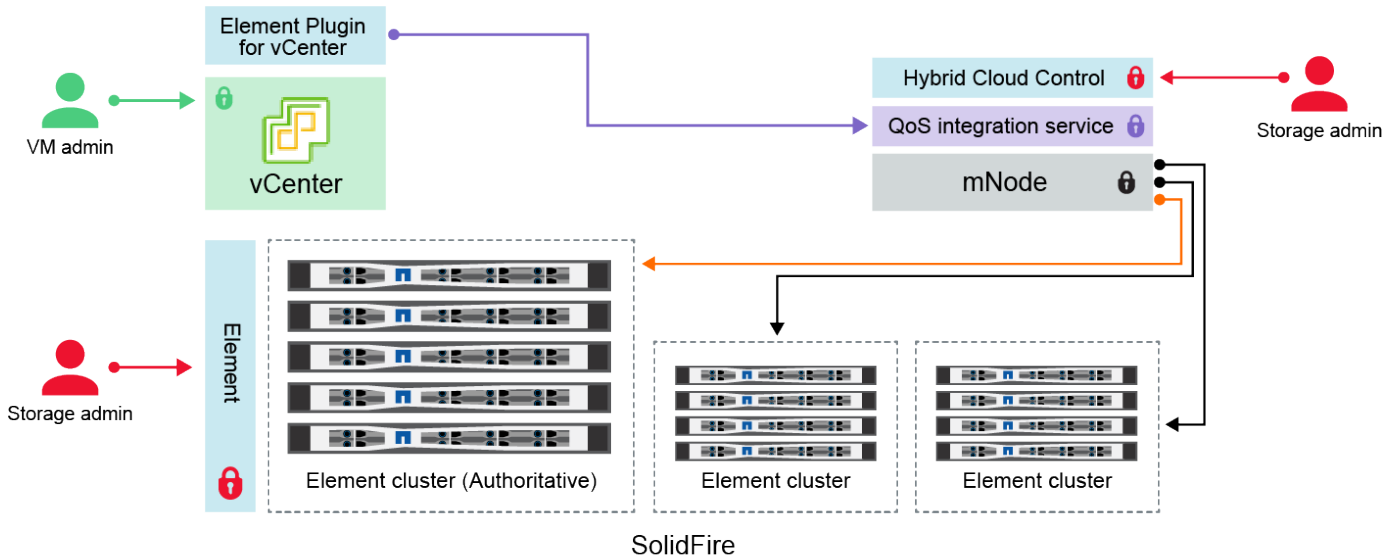 Element Plugin
for vCenter
VM admin
vCenter
Hybrid Cloud Control
QoS integration service
mNode
Storage admin
Element
Storage admin
Element cluster (Authoritative)
Element cluster
Element cluster
SolidFire